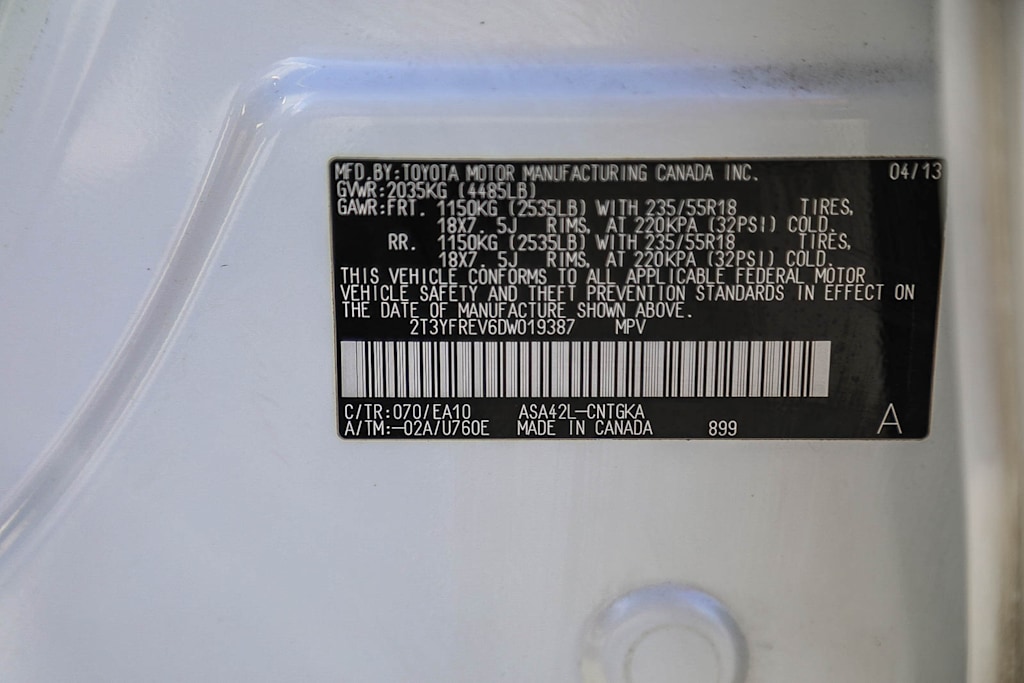 MFD.BY:TOYOTA MOTOR MANUFACTURING CANADA INC. 04/13
GVWR:2035KG (4485LB)
GAWR:FRT. 1150KG (2535LB) WITH 235/55R18 TIRES,
18X7.5J RIMS, AT 220KPA (32PSI) COLD.
RR. 1150KG (2535LB) WITH 235/55R18 TIRES,
18X7.5J RIMS, AT 220KPA (32PSI) COLD.
THIS VEHICLE CONFORMS TO ALL APPLICABLE FEDERAL MOTOR
VEHICLE SAFETY AND THEFT PREVENTION STANDARDS IN EFFECT ON
THE DATE OF MANUFACTURE SHOWN ABOVE.
2T3YFREV6DW019387 MPV
C/TR:070/EA10 ASA42L-CNTGKA
A/TM:-02A/U760E MADE IN CANADA 899 A